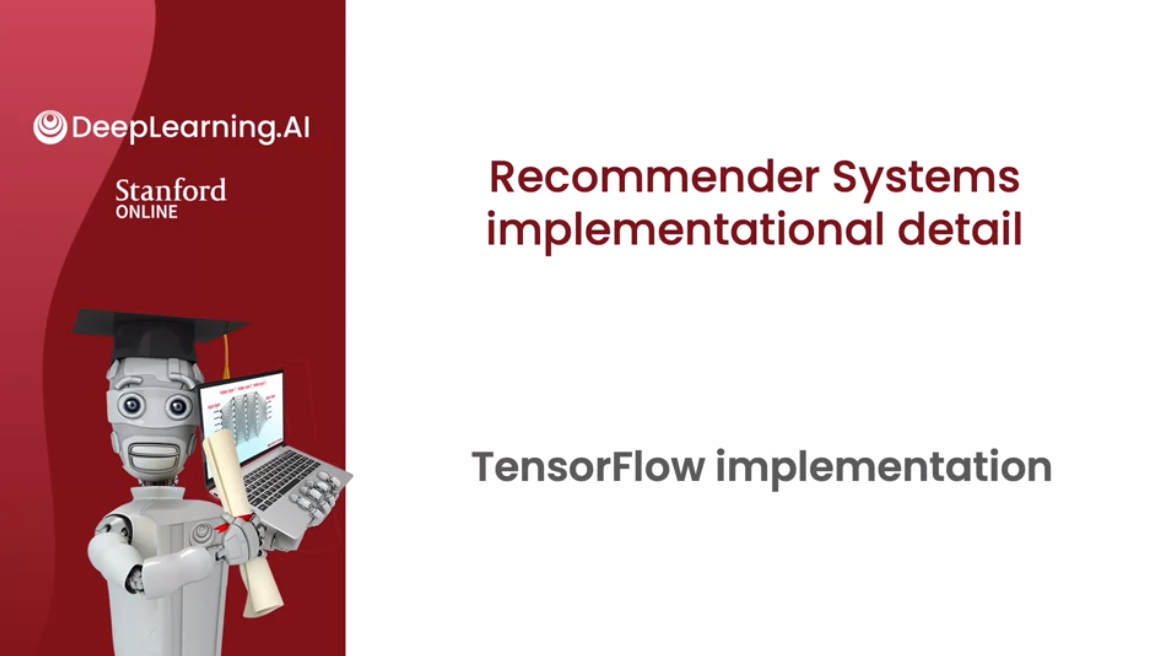 DeepLearning.AI
Stanford
ONLINE
Recommender Systems
implementational detail
TensorFlow implementation